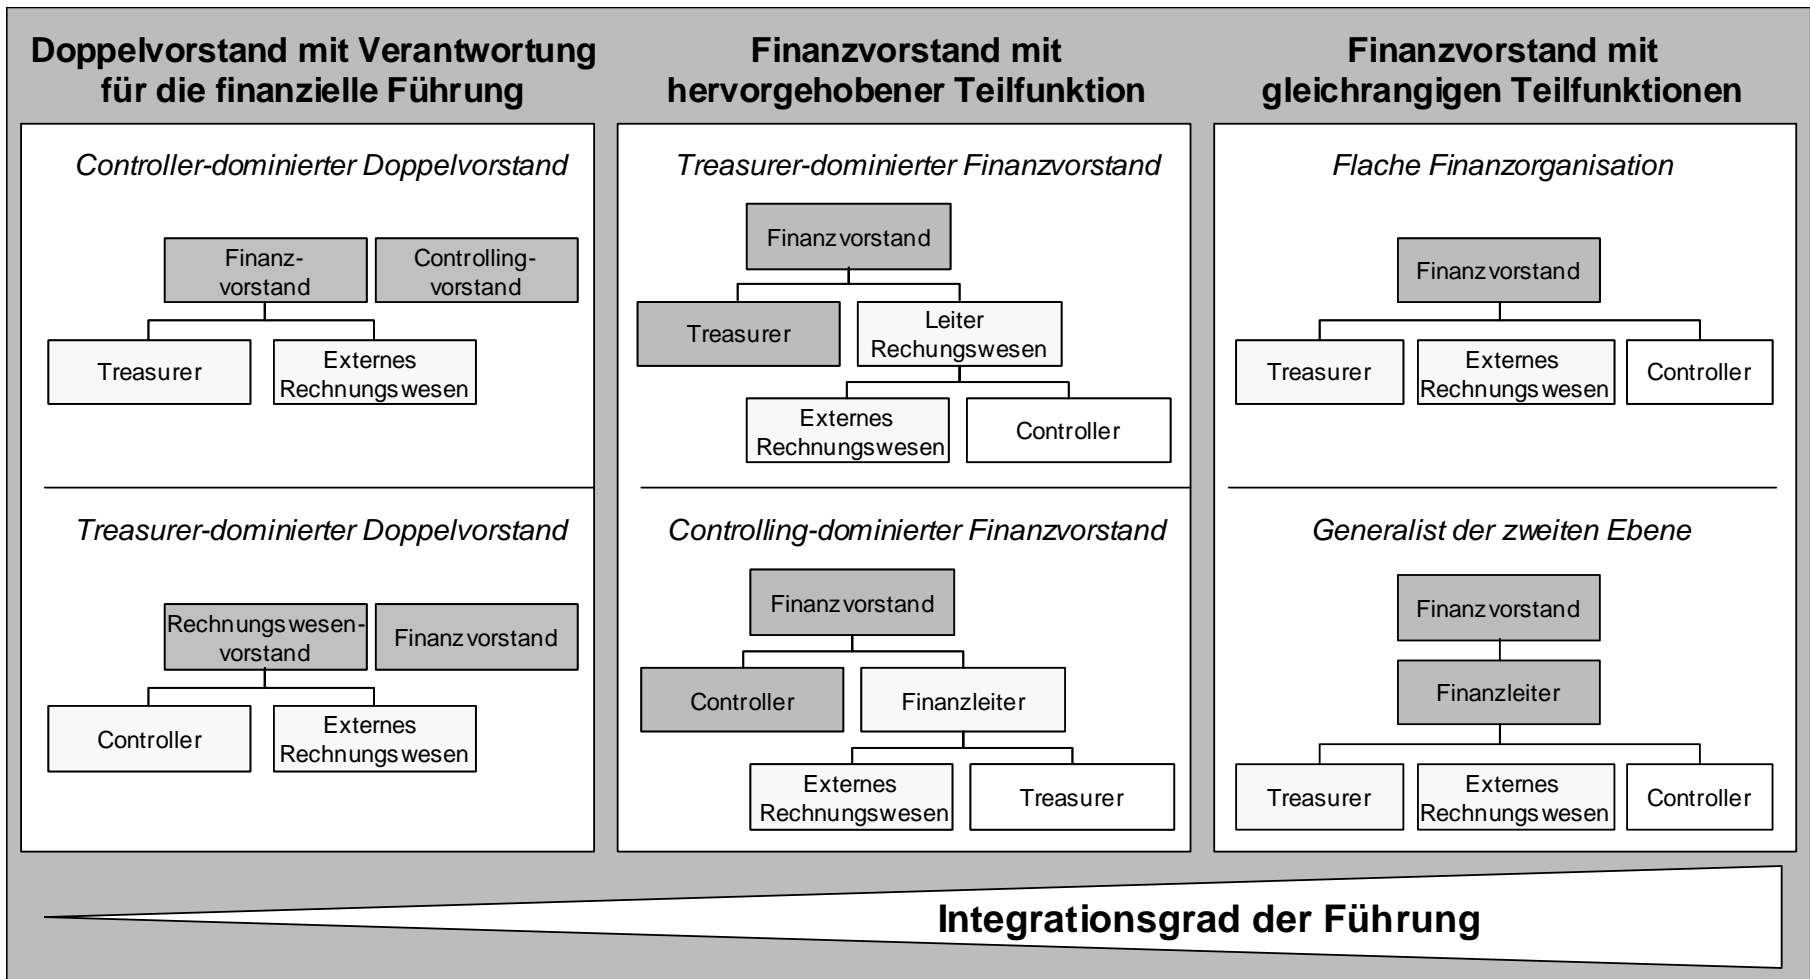 Doppelvorstand mit Verantwortung
für die finanzielle Führung
Controller-dominierter Doppelvorstand
Finanz-
vorstand
Controlling-
vorstand
Treasurer
Externes
Rechnungswesen
Treasurer-dominierter Doppelvorstand
Rechnungswesen-
vorstand
Finanzvorstand
Controller
Externes
Rechnungswesen
Finanzvorstand mit
hervorgehobener Teilfunktion
Treasurer-dominierter Finanzvorstand
Finanzvorstand
Treasurer
Leiter
Rechungswesen
Externes
Rechnungswesen
Controller
Controlling-dominierter Finanzvorstand
Finanzvorstand
Controller
Finanzleiter
Externes
Rechnungswesen
Treasurer
Finanzvorstand mit
gleichrangigen Teilfunktionen
Flache Finanzorganisation
Finanzvorstand
Treasurer
Externes
Rechnungswesen
Controller
Generalist der zweiten Ebene
Finanzvorstand
Finanzleiter
Treasurer
Externes
Rechnungswesen
Controller
Integrationsgrad der Führung